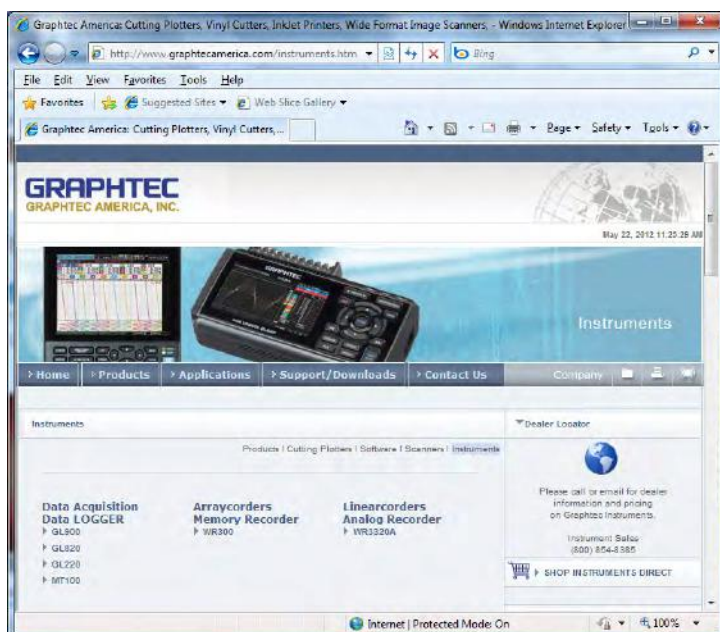 Graphtec America: Cutting Plotters, Vinyl Cutters, InkJet Printers, Wide Format Image Scanners, - Windows Internet Explorer
http://www.graphtecamerica.com/instruments.htm
Bing
File Edit View Favorites Tools Help
Favorites Suggested Sites Web Slice Gallery
Graphtec America: Cutting Plotters, Vinyl Cutters,...
Page Safety Tools
GRAPHTEC
GRAPHTEC AMERICA, INC.
May 22, 2012 11:25:28 AM
GRAPHTEC
Instruments
Home Products Applications Support/Downloads Contact Us Company
Instruments
Dealer Locator
Products | Cutting Plotters | Software | Scanners | Instruments
Please call or email for dealer
information and pricing
on Graphtec Instruments.
Instrument Sales
(800) 854-8385
SHOP INSTRUMENTS DIRECT
Data Acquisition
Data LOGGER
GL900
GL820
GL220
MT100
Arraycorders
Memory Recorder
WR300
Linearcorders
Analog Recorder
WR3320A
Internet | Protected Mode: On
100%